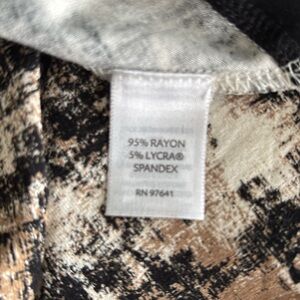 95% RAYON
5% LYCRA®
SPANDEX
RN 97641